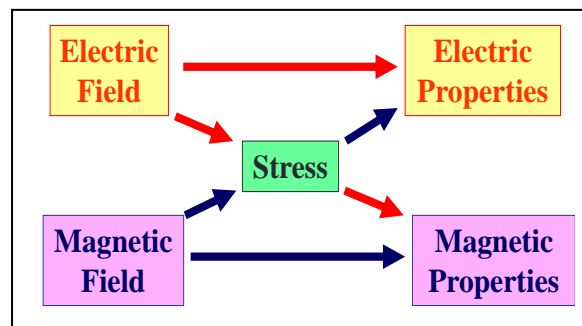 Electric
Field
Electric
Properties
Stress
Magnetic
Field
Magnetic
Properties